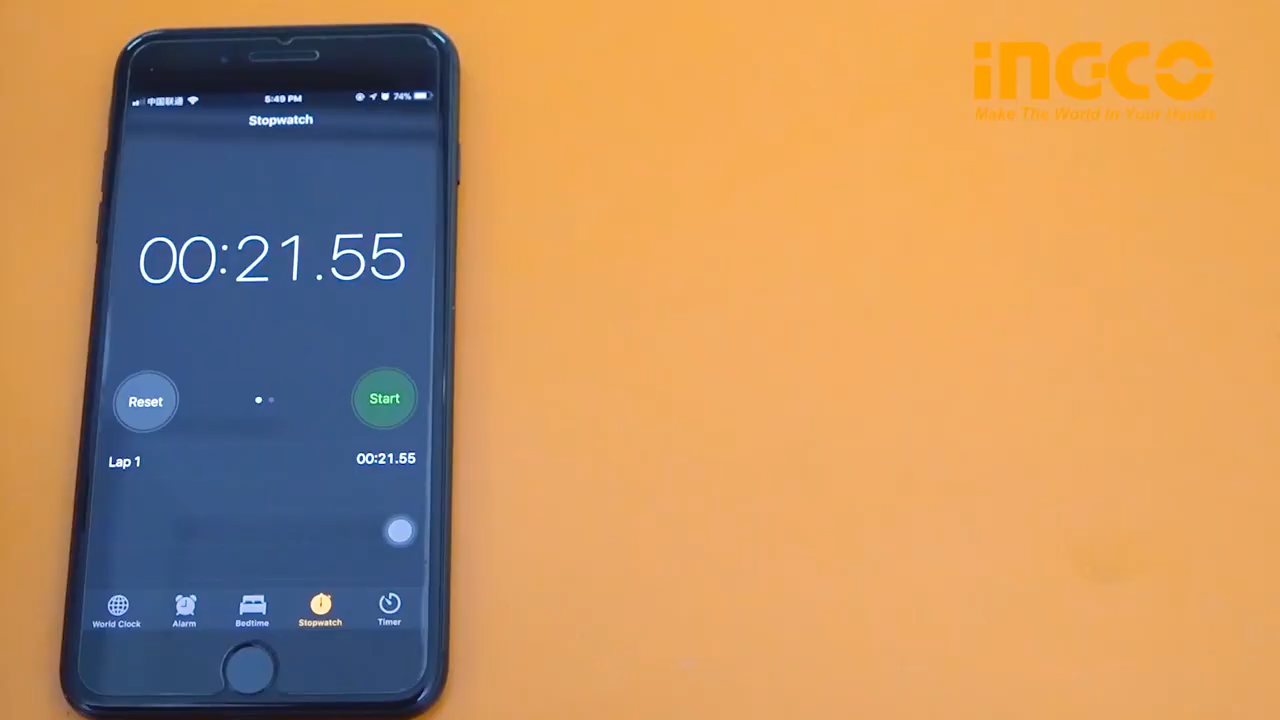 中国联通
5:49 PM
74%
INGCO
Make The World In Your Hands
Stopwatch
00:21.55
Reset
Start
Lap 1
00:21.55
World Clock
Alarm
Bedtime
Stopwatch
Timer